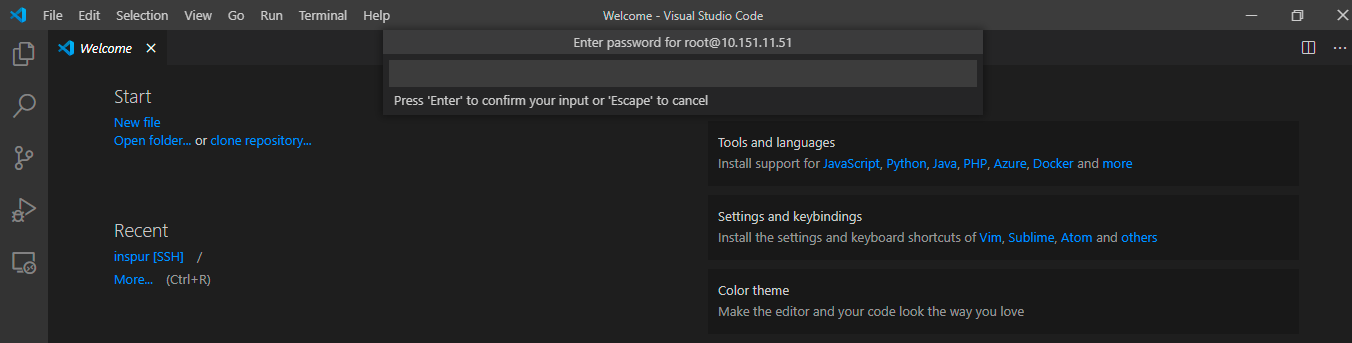 File Edit Selection View Go Run Terminal Help Welcome - Visual Studio Code
Welcome
Enter password for root@10.151.11.51
Press 'Enter' to confirm your input or 'Escape' to cancel
Start
New file
Open folder... or clone repository...
Recent
inspur [SSH] /
More... (Ctrl+R)
Tools and languages
Install support for JavaScript, Python, Java, PHP, Azure, Docker and more
Settings and keybindings
Install the settings and keyboard shortcuts of Vim, Sublime, Atom and others
Color theme
Make the editor and your code look the way you love